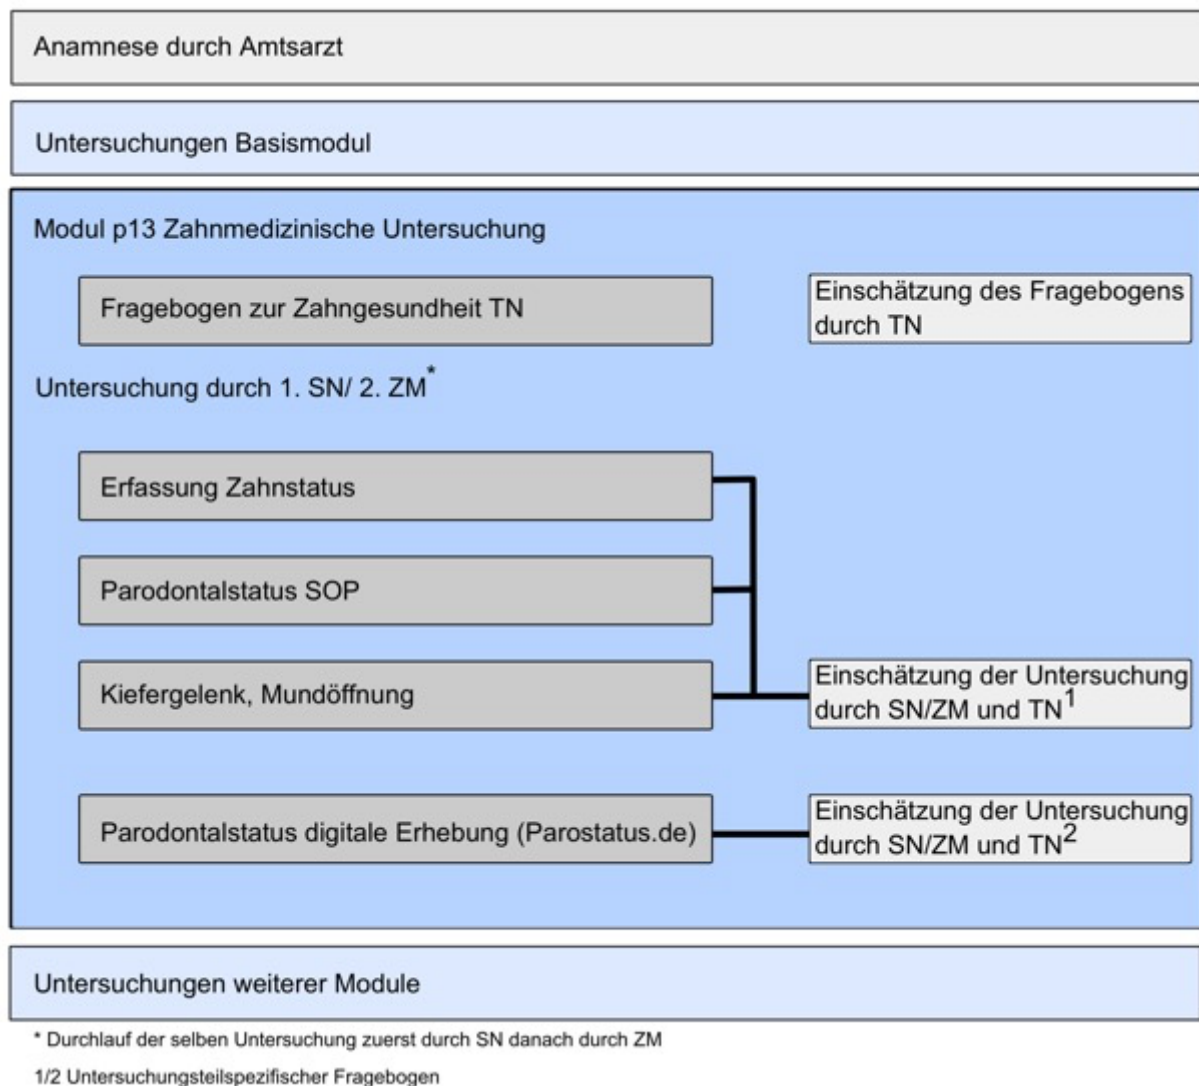 Anamnese durch Amtsarzt
Untersuchungen Basismodul
Modul p13 Zahnmedizinische Untersuchung
Fragebogen zur Zahngesundheit TN
Einschätzung des Fragebogens
durch TN
Untersuchung durch 1. SN/ 2. ZM*
Erfassung Zahnstatus
Parodontalstatus SOP
Kiefergelenk, Mundöffnung
Einschätzung der Untersuchung
durch SN/ZM und TN1
Parodontalstatus digitale Erhebung (Parostatus.de)
Einschätzung der Untersuchung
durch SN/ZM und TN2
Untersuchungen weiterer Module
* Durchlauf der selben Untersuchung zuerst durch SN danach durch ZM
1/2 Untersuchungsteilspezifischer Fragebogen